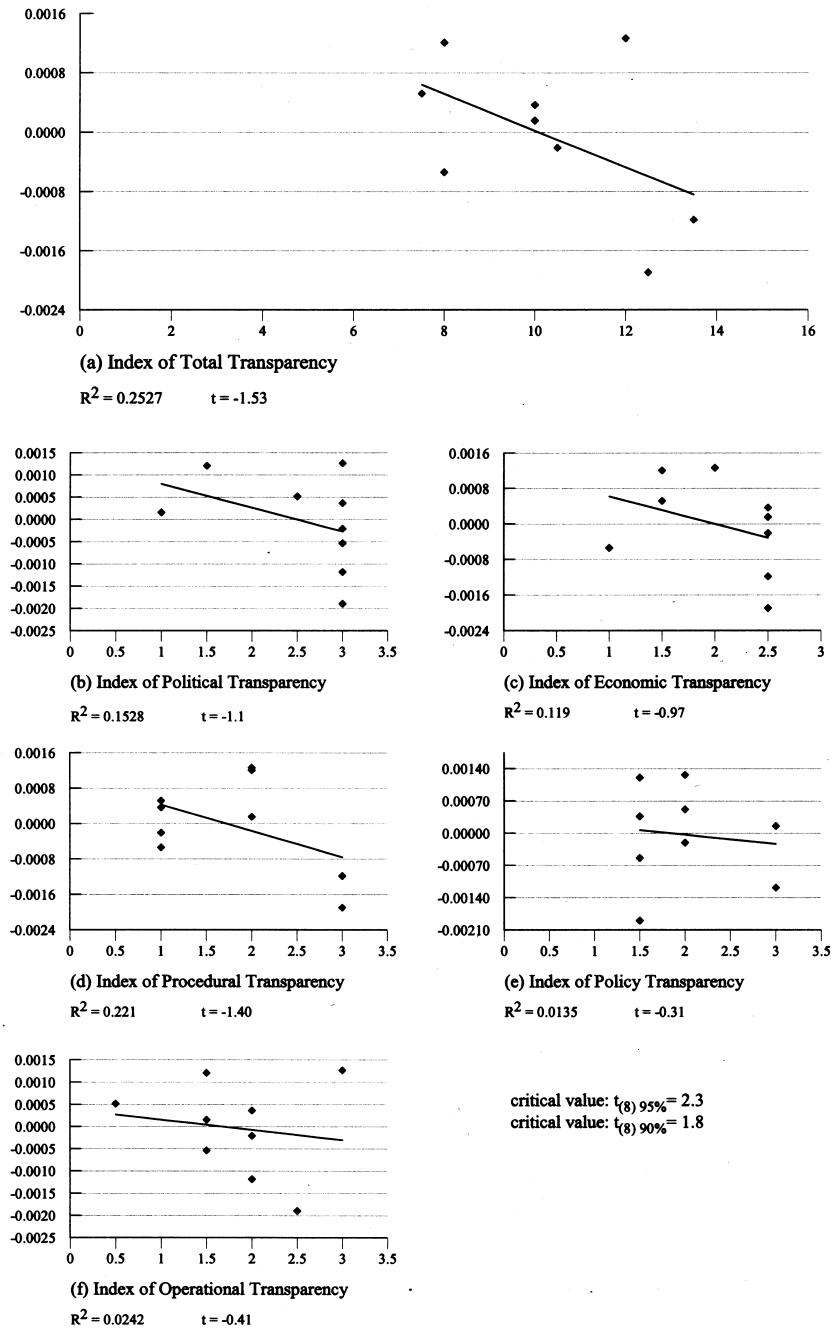 0.0016
0.0008
0.0000
-0.0008
-0.0016
-0.0024
0 2 4 6 8 10 12 14 16
(a) Index of Total Transparency
R2 = 0.2527 t = -1.53
0.0015
0.0010
0.0005
0.0000
-0.0005
-0.0010
-0.0015
-0.0020
-0.0025
0 0.5 1 1.5 2 2.5 3 3.5
(b) Index of Political Transparency
R2 = 0.1528 t = -1.1
0.0016
0.0008
0.0000
-0.0008
-0.0016
-0.0024
0 0.5 1 1.5 2 2.5 3
(c) Index of Economic Transparency
R2 = 0.119 t = -0.97
0.0016
0.0008
0.0000
-0.0008
-0.0016
-0.0024
0 0.5 1 1.5 2 2.5 3 3.5
(d) Index of Procedural Transparency
R2 = 0.221 t = -1.40
0.00140
0.00070
0.00000
-0.00070
-0.00140
-0.00210
0 0.5 1 1.5 2 2.5 3 3.5
(e) Index of Policy Transparency
R2 = 0.0135 t = -0.31
0.0015
0.0010
0.0005
0.0000
-0.0005
-0.0010
-0.0015
-0.0020
-0.0025
0 0.5 1 1.5 2 2.5 3 3.5
(f) Index of Operational Transparency
R2 = 0.0242 t = -0.41
critical value: t(8) 95%= 2.3
critical value: t(8) 90%= 1.8